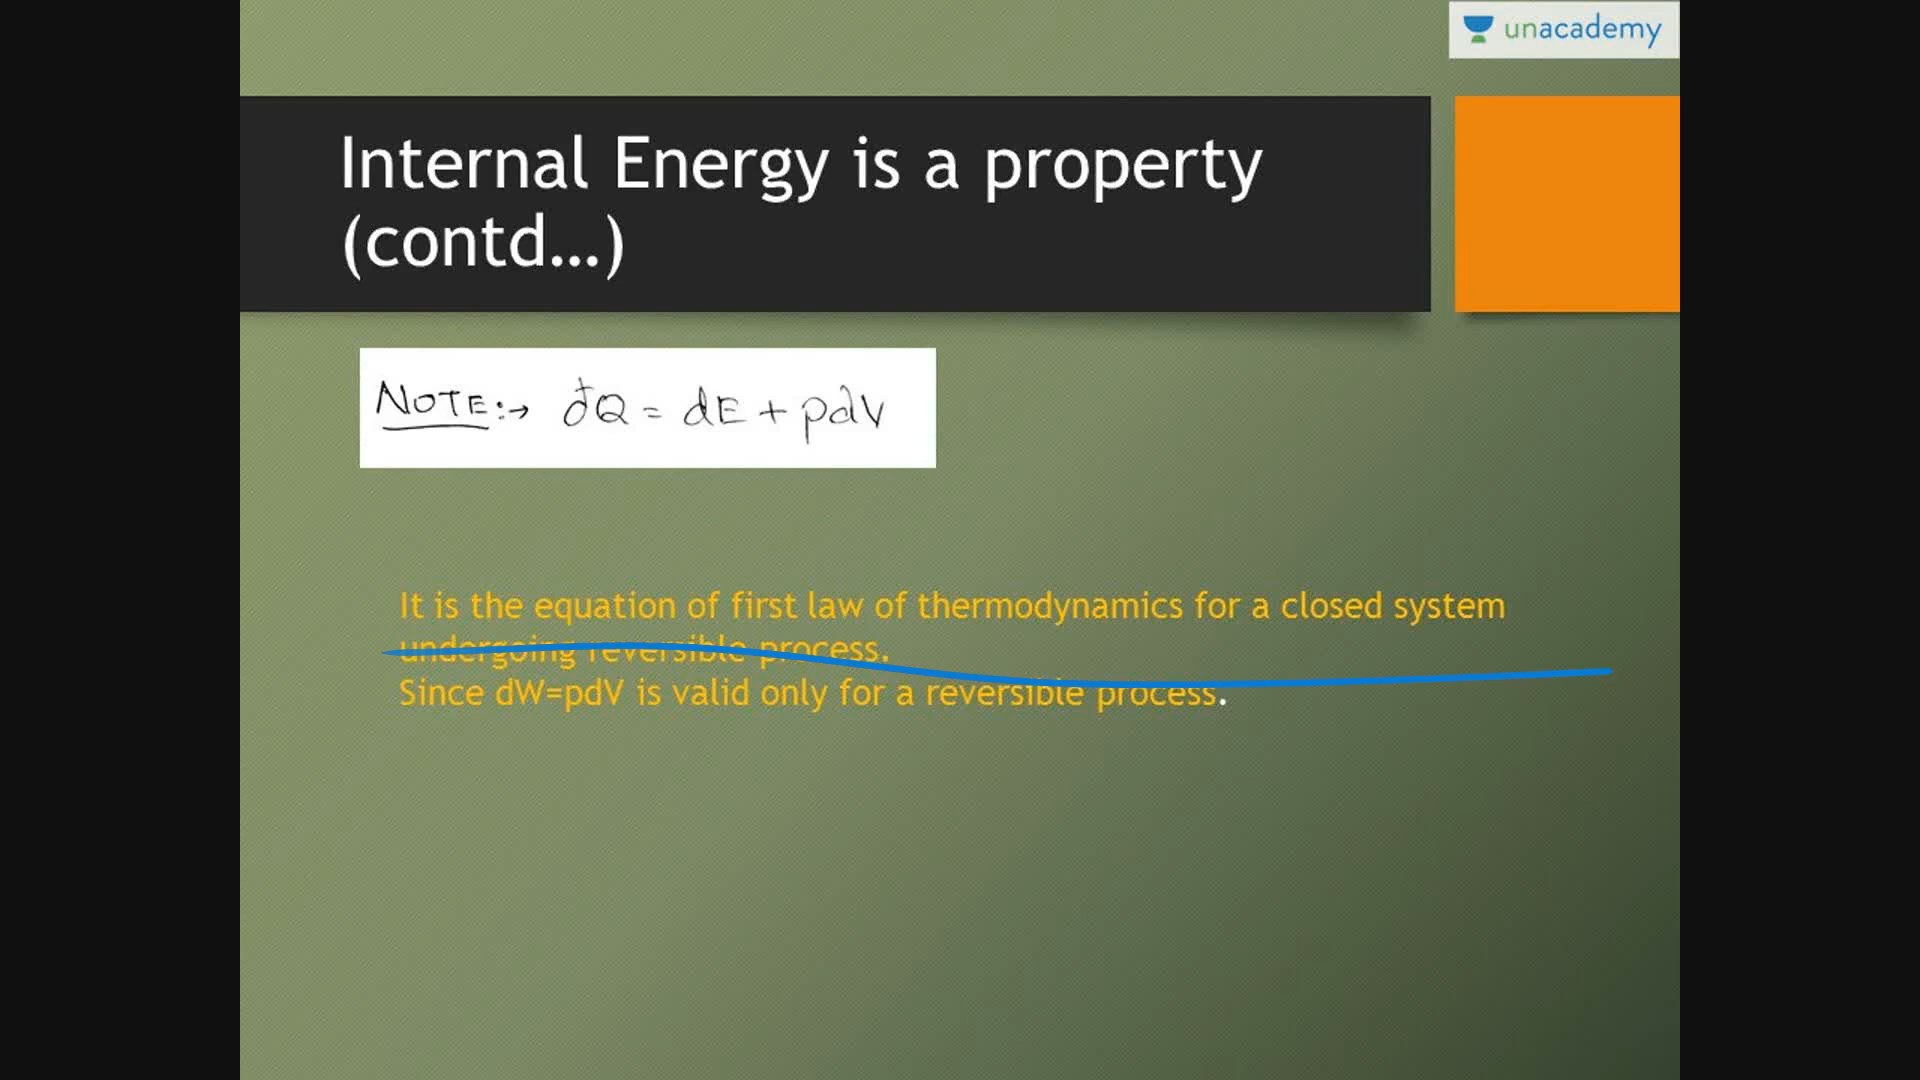 unacademy
Internal Energy is a property
(contd...)
NOTE:→ đQ = dE + pdV
It is the equation of first law of thermodynamics for a closed system
undergoing reversible process.
Since dW=pdV is valid only for a reversible process.